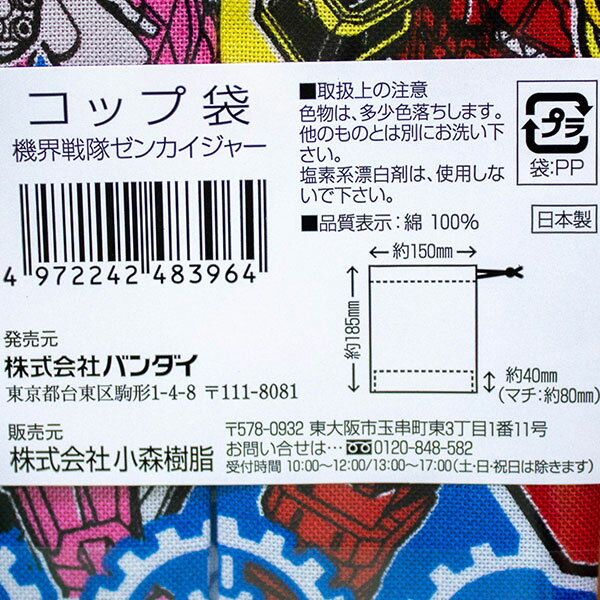 コップ袋
機界戦隊ゼンカイジャー
4 972242 483964
■取扱上の注意
色物は、多少色落ちします。
他のものとは別にお洗い下
さい。
塩素系漂白剤は、使用しない
で下さい。
■品質表示：綿 100%
プラ
袋:PP
日本製
約150mm
約185mm
約40mm
(マチ：約80mm)
発売元
株式会社バンダイ
東京都台東区駒形1-4-8 〒111-8081
販売元
株式会社小森樹脂
〒578-0932 東大阪市玉串町東3丁目1番11号
お問い合せは…0120-848-582
受付時間 10:00〜12:00/13:00〜17:00(土・日・祝日は除きます)